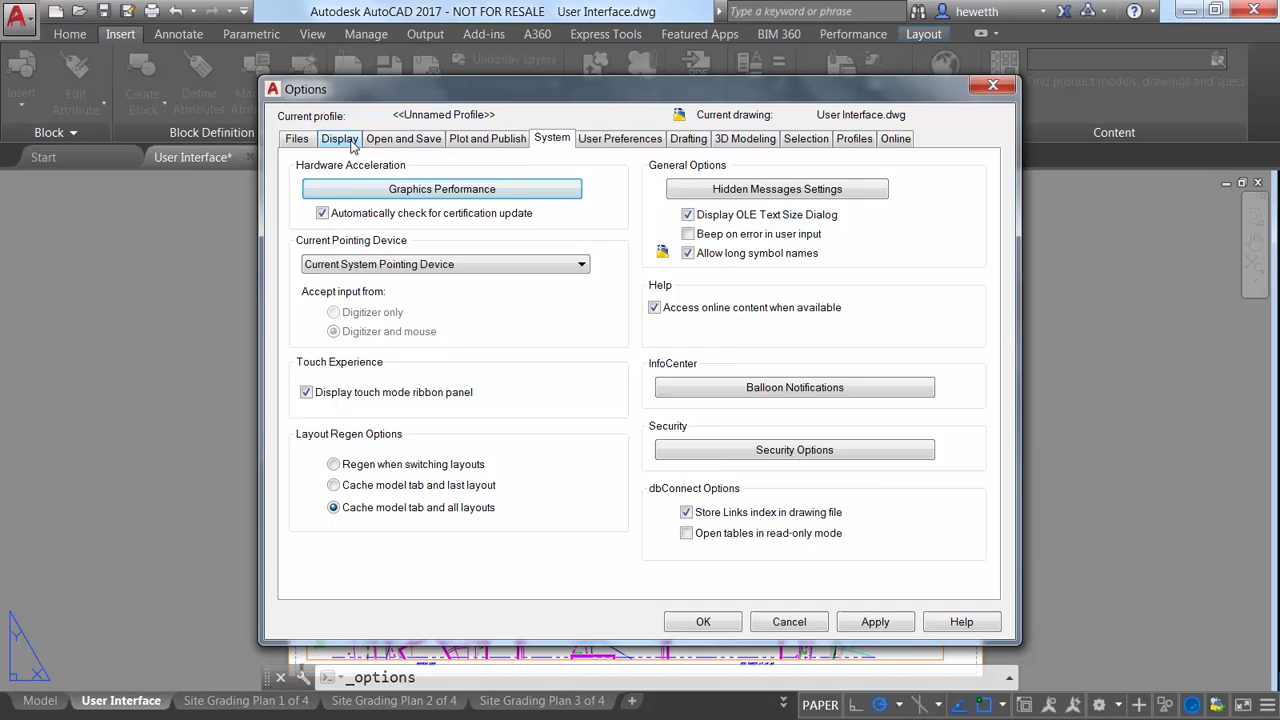 Autodesk AutoCAD 2017 - NOT FOR RESALE User Interface.dwg
Type a keyword or phrase
hewetth
Home Insert Annotate Parametric View Manage Output Add-ins A360 Express Tools Featured Apps BIM 360 Performance Layout
Underlay Layers
Find product models, drawings and specs
Insert
Edit
Attribute
Create
Block
Define
Attributes
Block
Block Definition
Content
Start
User Interface*
Options
Current profile:
<<Unnamed Profile>>
Current drawing:
User Interface.dwg
Files Display Open and Save Plot and Publish System User Preferences Drafting 3D Modeling Selection Profiles Online
Hardware Acceleration
Graphics Performance
Automatically check for certification update
Current Pointing Device
Current System Pointing Device
Accept input from:
Digitizer only
Digitizer and mouse
Touch Experience
Display touch mode ribbon panel
Layout Regen Options
Regen when switching layouts
Cache model tab and last layout
Cache model tab and all layouts
General Options
Hidden Messages Settings
Display OLE Text Size Dialog
Beep on error in user input
Allow long symbol names
Help
Access online content when available
InfoCenter
Balloon Notifications
Security
Security Options
dbConnect Options
Store Links index in drawing file
Open tables in read-only mode
OK Cancel Apply Help
Y
X
_options
Model User Interface Site Grading Plan 1 of 4 Site Grading Plan 2 of 4 Site Grading Plan 3 of 4
PAPER